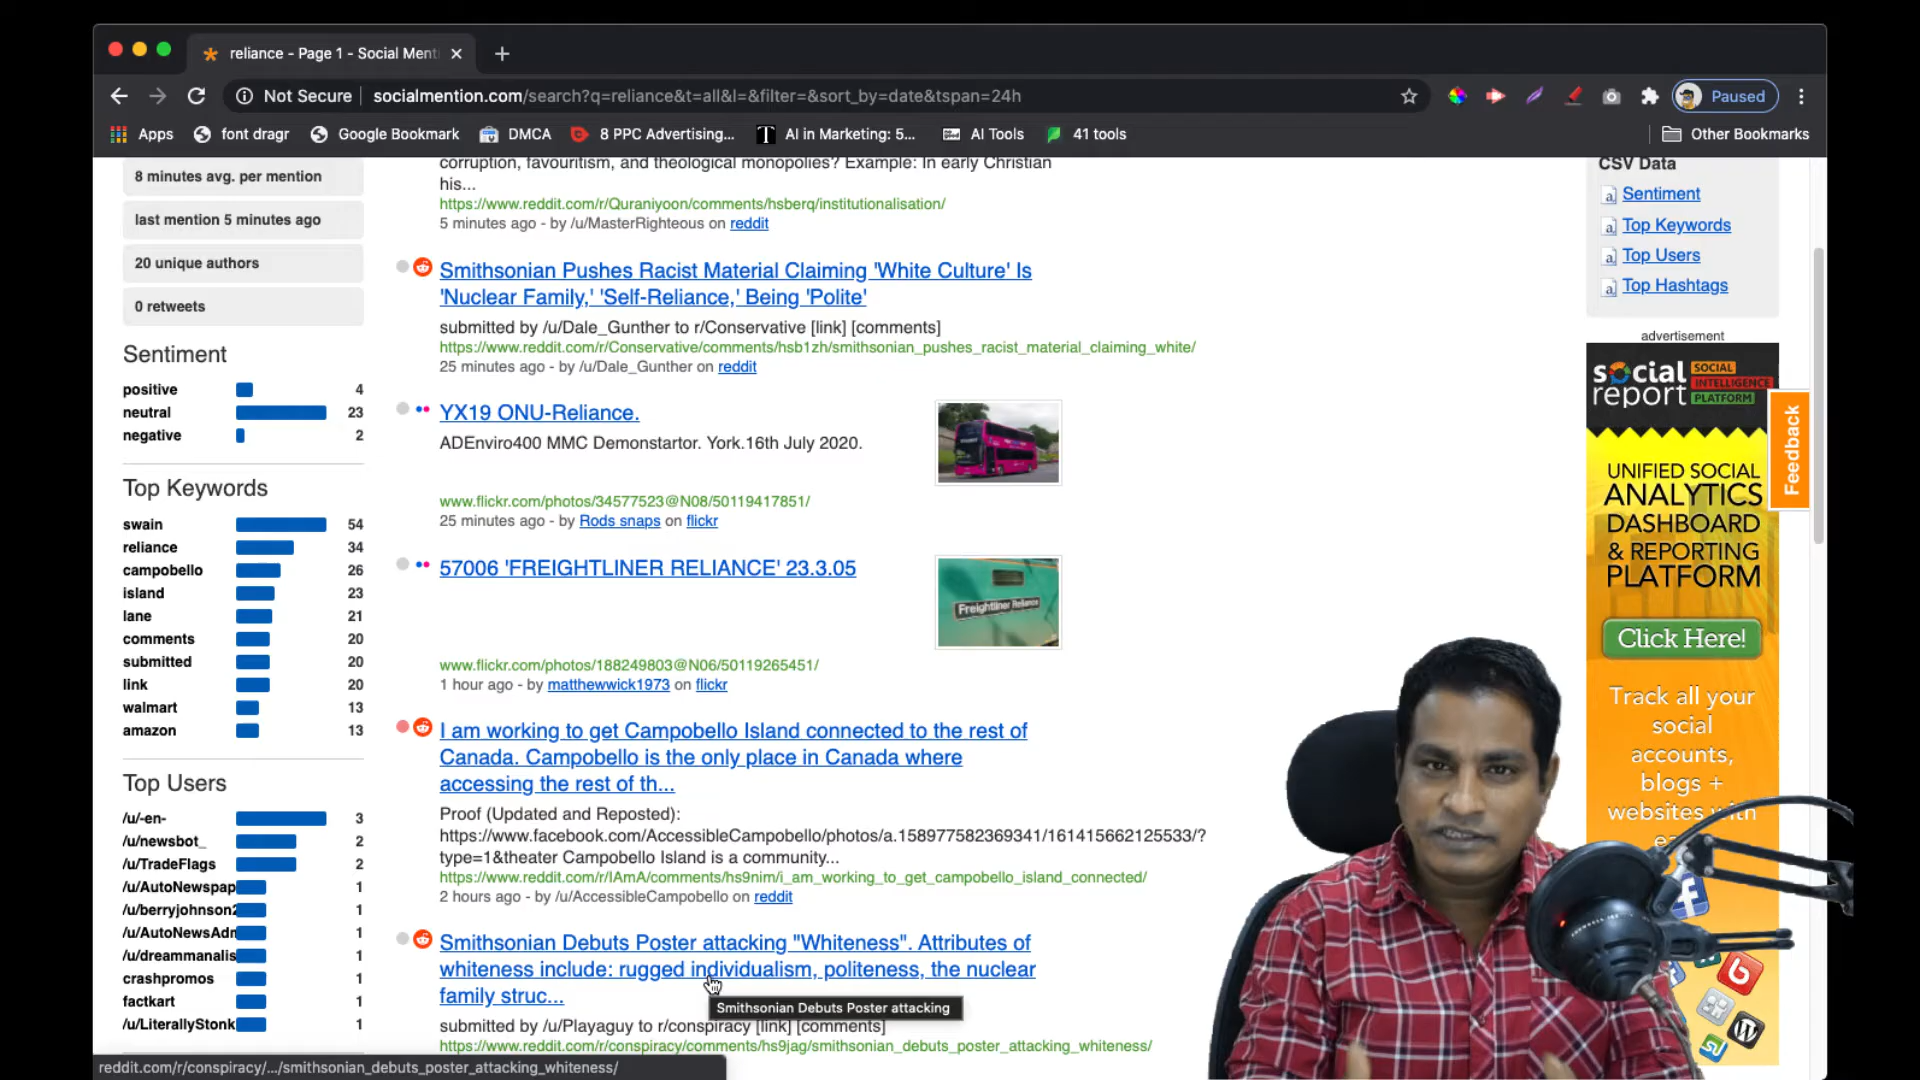 reliance - Page 1 - Social Ment
Not Secure socialmention.com/search?q=reliance&t=all&l=&filter=&sort_by=date&tspan=24h
Paused
Apps font dragr Google Bookmark DMCA 8 PPC Advertising... AI in Marketing: 5... AI Tools 41 tools Other Bookmarks
8 minutes avg. per mention
last mention 5 minutes ago
20 unique authors
0 retweets
Sentiment
positive 4
neutral 23
negative 2
Top Keywords
swain 54
reliance 34
campobello 26
island 23
lane 21
comments 20
submitted 20
link 20
walmart 13
amazon 13
Top Users
/u/-en- 3
/u/newsbot_ 2
/u/TradeFlags 2
/u/AutoNewspap 1
/u/berryjohnson2 1
/u/AutoNewsAdm 1
/u/dreammanalis 1
crashpromos 1
factkart 1
/u/LiterallyStonk 1
corruption, favouritism, and theological monopolies? Example: In early Christian
his...
https://www.reddit.com/r/Quraniyoon/comments/hsberq/institutionalisation/
5 minutes ago - by /u/MasterRighteous on reddit
Smithsonian Pushes Racist Material Claiming 'White Culture' Is
'Nuclear Family,' 'Self-Reliance,' Being 'Polite'
submitted by /u/Dale_Gunther to r/Conservative [link] [comments]
https://www.reddit.com/r/Conservative/comments/hsb1zh/smithsonian_pushes_racist_material_claiming_white/
25 minutes ago - by /u/Dale_Gunther on reddit
YX19 ONU-Reliance.
ADEnviro400 MMC Demonstartor. York.16th July 2020.
www.flickr.com/photos/34577523@N08/50119417851/
25 minutes ago - by Rods snaps on flickr
57006 'FREIGHTLINER RELIANCE' 23.3.05
Freightliner Reliance
www.flickr.com/photos/188249803@N06/50119265451/
1 hour ago - by matthewwick1973 on flickr
I am working to get Campobello Island connected to the rest of
Canada. Campobello is the only place in Canada where
accessing the rest of th...
Proof (Updated and Reposted):
https://www.facebook.com/AccessibleCampobello/photos/a.158977582369341/161415662125533/?
type=1&theater Campobello Island is a community...
https://www.reddit.com/r/IAmA/comments/hs9nim/i_am_working_to_get_campobello_island_connected/
2 hours ago - by /u/AccessibleCampobello on reddit
Smithsonian Debuts Poster attacking "Whiteness". Attributes of
whiteness include: rugged individualism, politeness, the nuclear
family struc...
Smithsonian Debuts Poster attacking
submitted by /u/Playaguy to r/conspiracy [link] [comments]
https://www.reddit.com/r/conspiracy/comments/hs9jag/smithsonian_debuts_poster_attacking_whiteness/
reddit.com/r/conspiracy/.../smithsonian_debuts_poster_attacking_whiteness/
CSV Data
Sentiment
Top Keywords
Top Users
Top Hashtags
advertisement
social report
SOCIAL
INTELLIGENCE
PLATFORM
UNIFIED SOCIAL
ANALYTICS
DASHBOARD
& REPORTING
PLATFORM
Click Here!
Track all your
social
accounts,
blogs +
websites with
Feedback